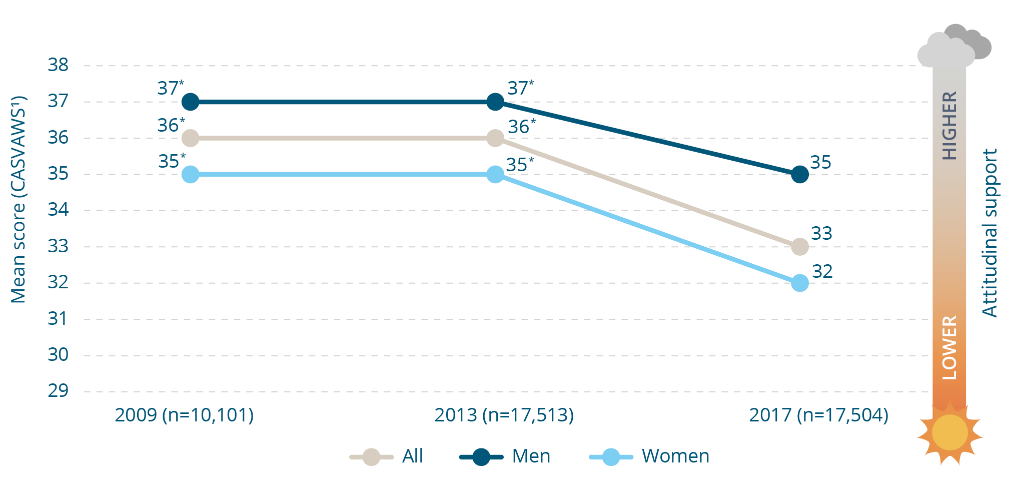 Mean score (CASVAWS¹)
38
37
36
35
34
33
32
31
30
29
37*
37*
35
36*
36*
33
35*
35*
32
2009 (n=10,101)
2013 (n=17,513)
2017 (n=17,504)
All
Men
Women
HIGHER
LOWER
Attitudinal support